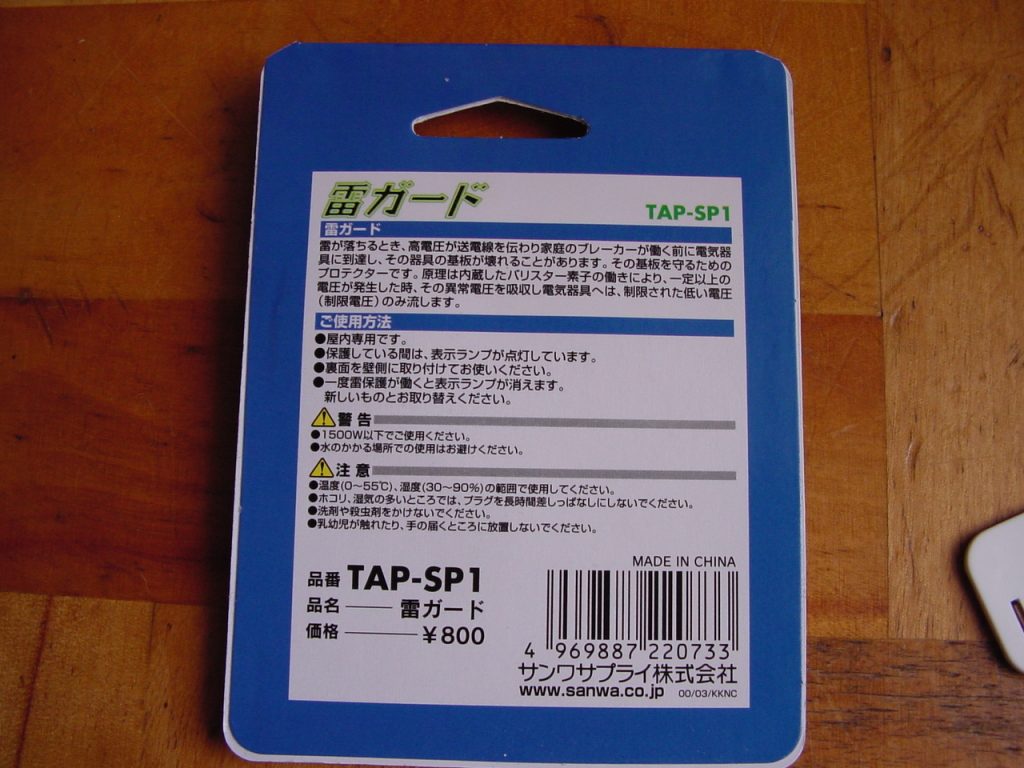 雷ガード
TAP-SP1
雷ガード
雷が落ちるとき、高電圧が送電線を伝わり家庭のブレーカーが働く前に電気器
具に到達し、その器具の基板が壊れることがあります。その基板を守るための
プロテクターです。原理は内蔵したバリスター素子の働きにより、一定以上の
電圧が発生した時、その異常電圧を吸収し電気器具へは、制限された低い電圧
(制限電圧)のみ流します。
ご使用方法
●屋内専用です。
●保護している間は、表示ランプが点灯しています。
●裏面を壁側に取り付けてお使いください。
●一度雷保護が働くと表示ランプが消えます。
新しいものとお取り替えください。
警告
●1500W以下でご使用ください。
●水のかかる場所での使用はお避けください。
注意
●温度(0〜55℃)、湿度(30〜90%)の範囲で使用してください。
●ホコリ、湿気の多いところでは、プラグを長時間差しっぱなしにしないでください。
●洗剤や殺虫剤をかけないでください。
●乳幼児が触れたり、手の届くところに放置しないでください。
品番 TAP-SP1
品名 雷ガード
価格 ¥800
MADE IN CHINA
4 969887 220733
サンワサプライ株式会社
www.sanwa.co.jp 00/03/KKNC